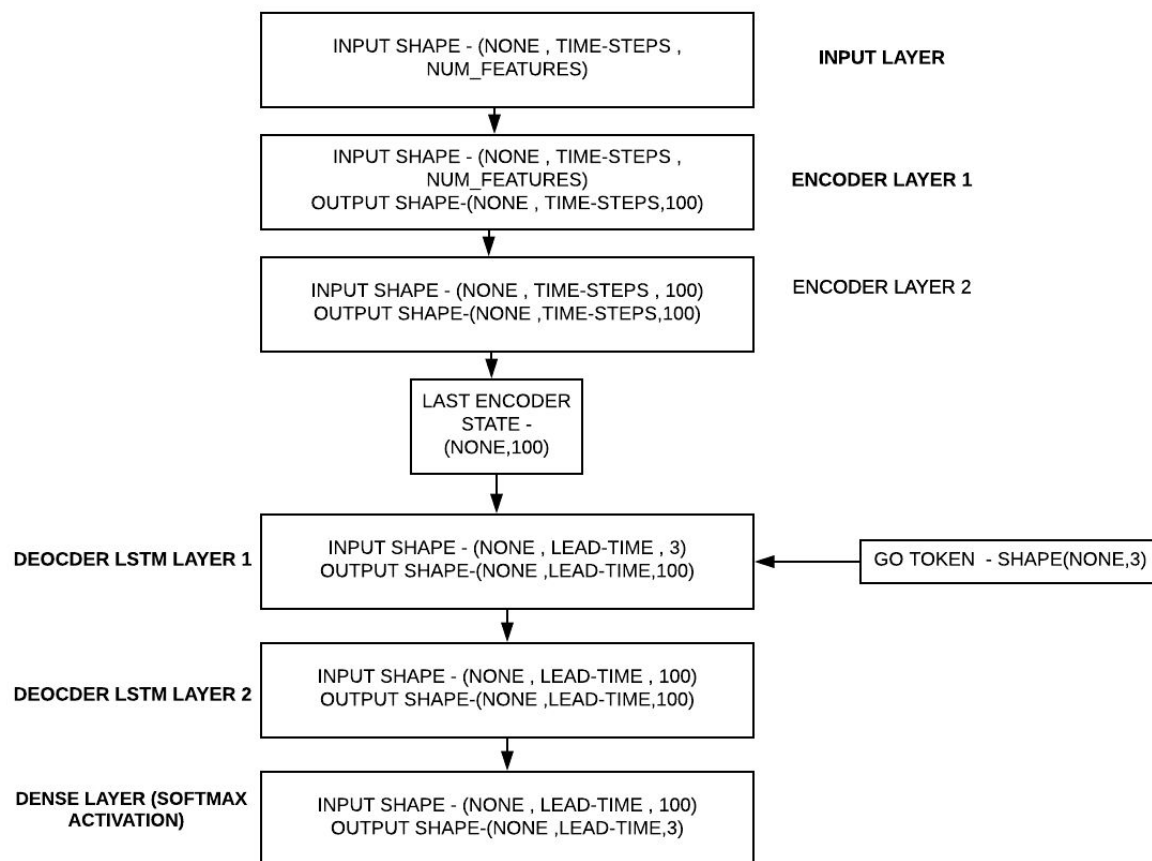 INPUT SHAPE - (NONE , TIME-STEPS ,
NUM_FEATURES)
INPUT LAYER
INPUT SHAPE - (NONE , TIME-STEPS ,
NUM_FEATURES)
OUTPUT SHAPE-(NONE , TIME-STEPS,100)
ENCODER LAYER 1
INPUT SHAPE - (NONE , TIME-STEPS , 100)
OUTPUT SHAPE-(NONE ,TIME-STEPS,100)
ENCODER LAYER 2
LAST ENCODER
STATE -
(NONE,100)
DEOCDER LSTM LAYER 1
INPUT SHAPE - (NONE , LEAD-TIME , 3)
OUTPUT SHAPE-(NONE ,LEAD-TIME,100)
GO TOKEN - SHAPE(NONE,3)
DEOCDER LSTM LAYER 2
INPUT SHAPE - (NONE , LEAD-TIME , 100)
OUTPUT SHAPE-(NONE ,LEAD-TIME,100)
DENSE LAYER (SOFTMAX
ACTIVATION)
INPUT SHAPE - (NONE , LEAD-TIME , 100)
OUTPUT SHAPE-(NONE ,LEAD-TIME,3)